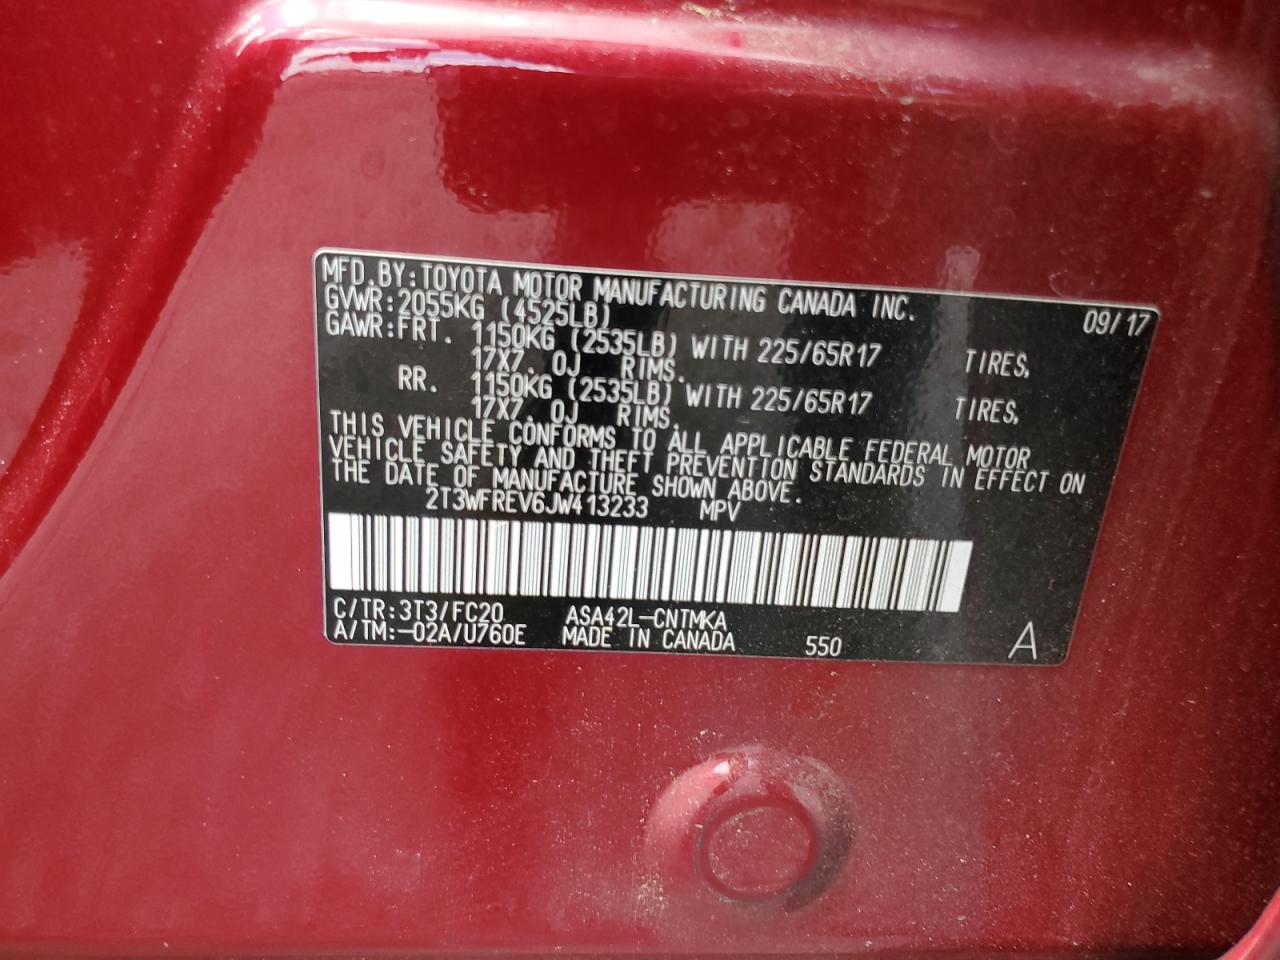 MFD.BY:TOYOTA MOTOR MANUFACTURING CANADA INC. 09/17
GVWR:2055KG (4525LB)
GAWR:FRT. 1150KG (2535LB) WITH 225/65R17 TIRES,
17X7.0J RIMS.
RR. 1150KG (2535LB) WITH 225/65R17 TIRES,
17X7.0J RIMS.
THIS VEHICLE CONFORMS TO ALL APPLICABLE FEDERAL MOTOR
VEHICLE SAFETY AND THEFT PREVENTION STANDARDS IN EFFECT ON
THE DATE OF MANUFACTURE SHOWN ABOVE.
2T3WFREV6JW413233 MPV
C/TR:3T3/FC20 ASA42L-CNTMKA
A/TM:-02A/U760E MADE IN CANADA 550 A